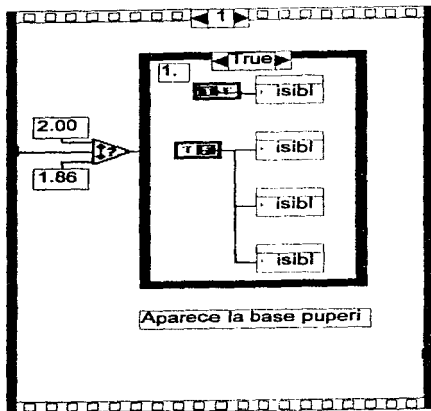 1
True
1.
isibl
2.00
isibl
1.86
isibl
isibl
Aparece la base puperi